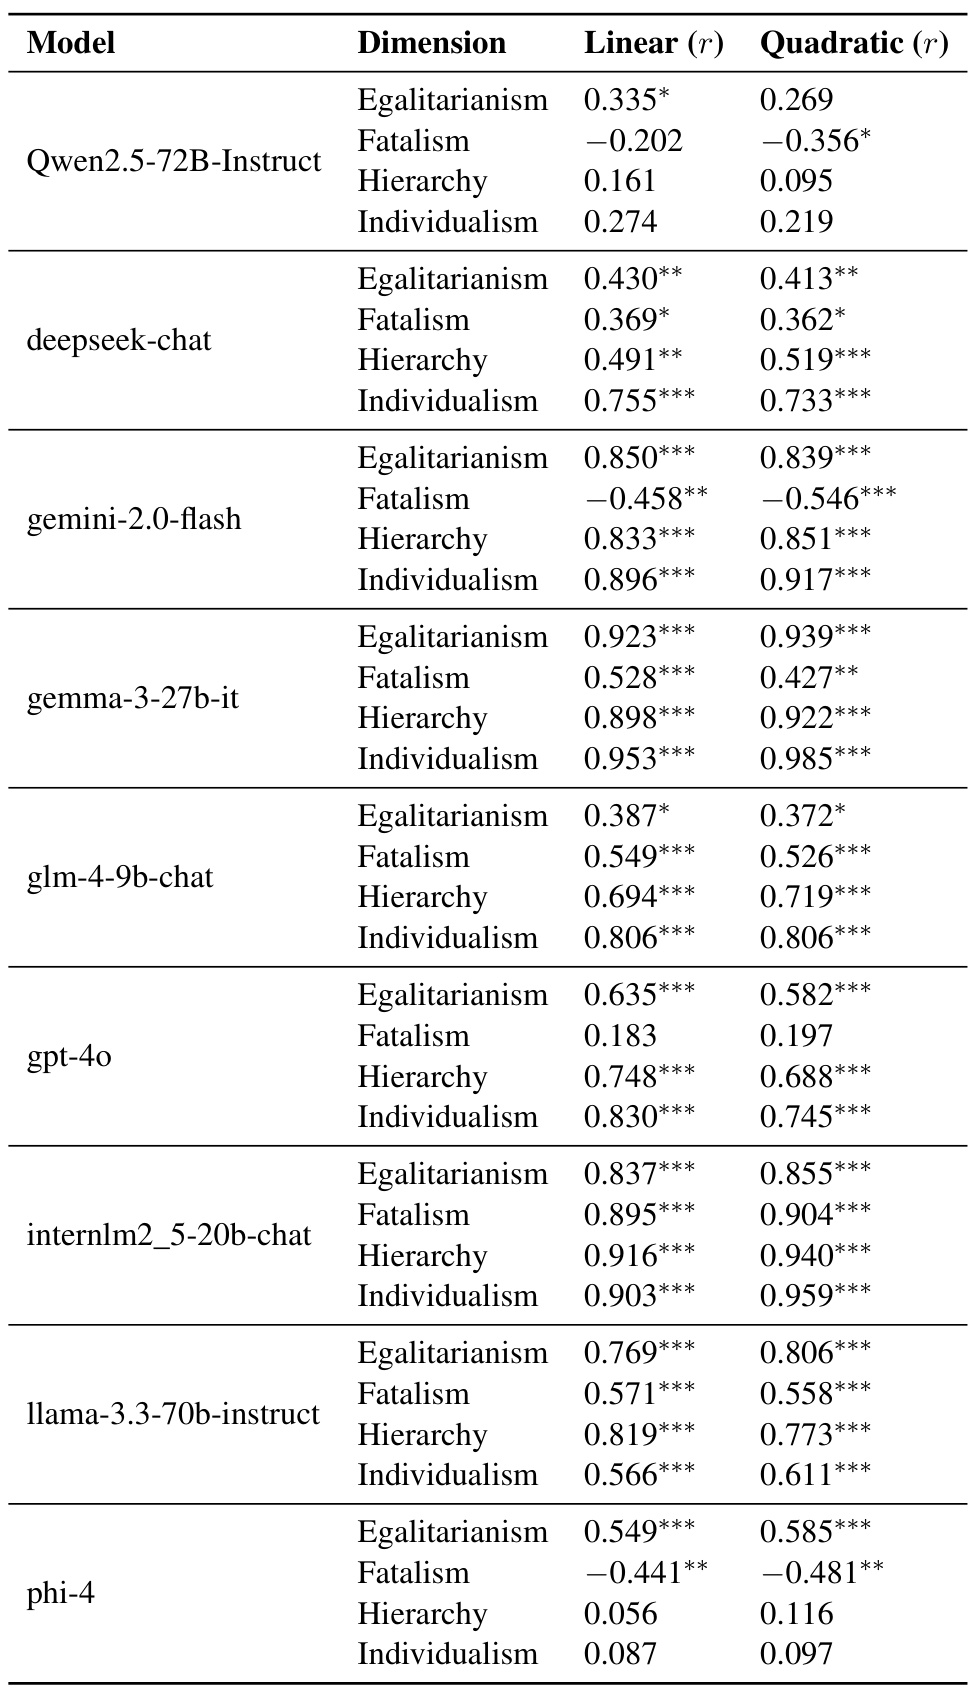 Model Dimension Linear (r) Quadratic (r)
Egalitarianism 0.335* 0.269
Fatalism −0.202 −0.356*
Qwen2.5-72B-Instruct
Hierarchy 0.161 0.095
Individualism 0.274 0.219
Egalitarianism 0.430** 0.413**
Fatalism 0.369* 0.362*
deepseek-chat
Hierarchy 0.491** 0.519***
Individualism 0.755*** 0.733***
Egalitarianism 0.850*** 0.839***
Fatalism −0.458** −0.546***
gemini-2.0-flash
Hierarchy 0.833*** 0.851***
Individualism 0.896*** 0.917***
Egalitarianism 0.923*** 0.939***
Fatalism 0.528*** 0.427**
gemma-3-27b-it
Hierarchy 0.898*** 0.922***
Individualism 0.953*** 0.985***
Egalitarianism 0.387* 0.372*
Fatalism 0.549*** 0.526***
glm-4-9b-chat
Hierarchy 0.694*** 0.719***
Individualism 0.806*** 0.806***
Egalitarianism 0.635*** 0.582***
Fatalism 0.183 0.197
gpt-4o
Hierarchy 0.748*** 0.688***
Individualism 0.830*** 0.745***
Egalitarianism 0.837*** 0.855***
Fatalism 0.895*** 0.904***
internlm2_5-20b-chat
Hierarchy 0.916*** 0.940***
Individualism 0.903*** 0.959***
Egalitarianism 0.769*** 0.806***
Fatalism 0.571*** 0.558***
llama-3.3-70b-instruct
Hierarchy 0.819*** 0.773***
Individualism 0.566*** 0.611***
Egalitarianism 0.549*** 0.585***
Fatalism −0.441** −0.481**
phi-4
Hierarchy 0.056 0.116
Individualism 0.087 0.097